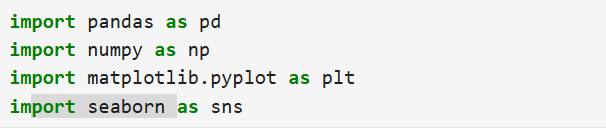 import pandas as pd
import numpy as np
import matplotlib.pyplot as plt
import seaborn as sns